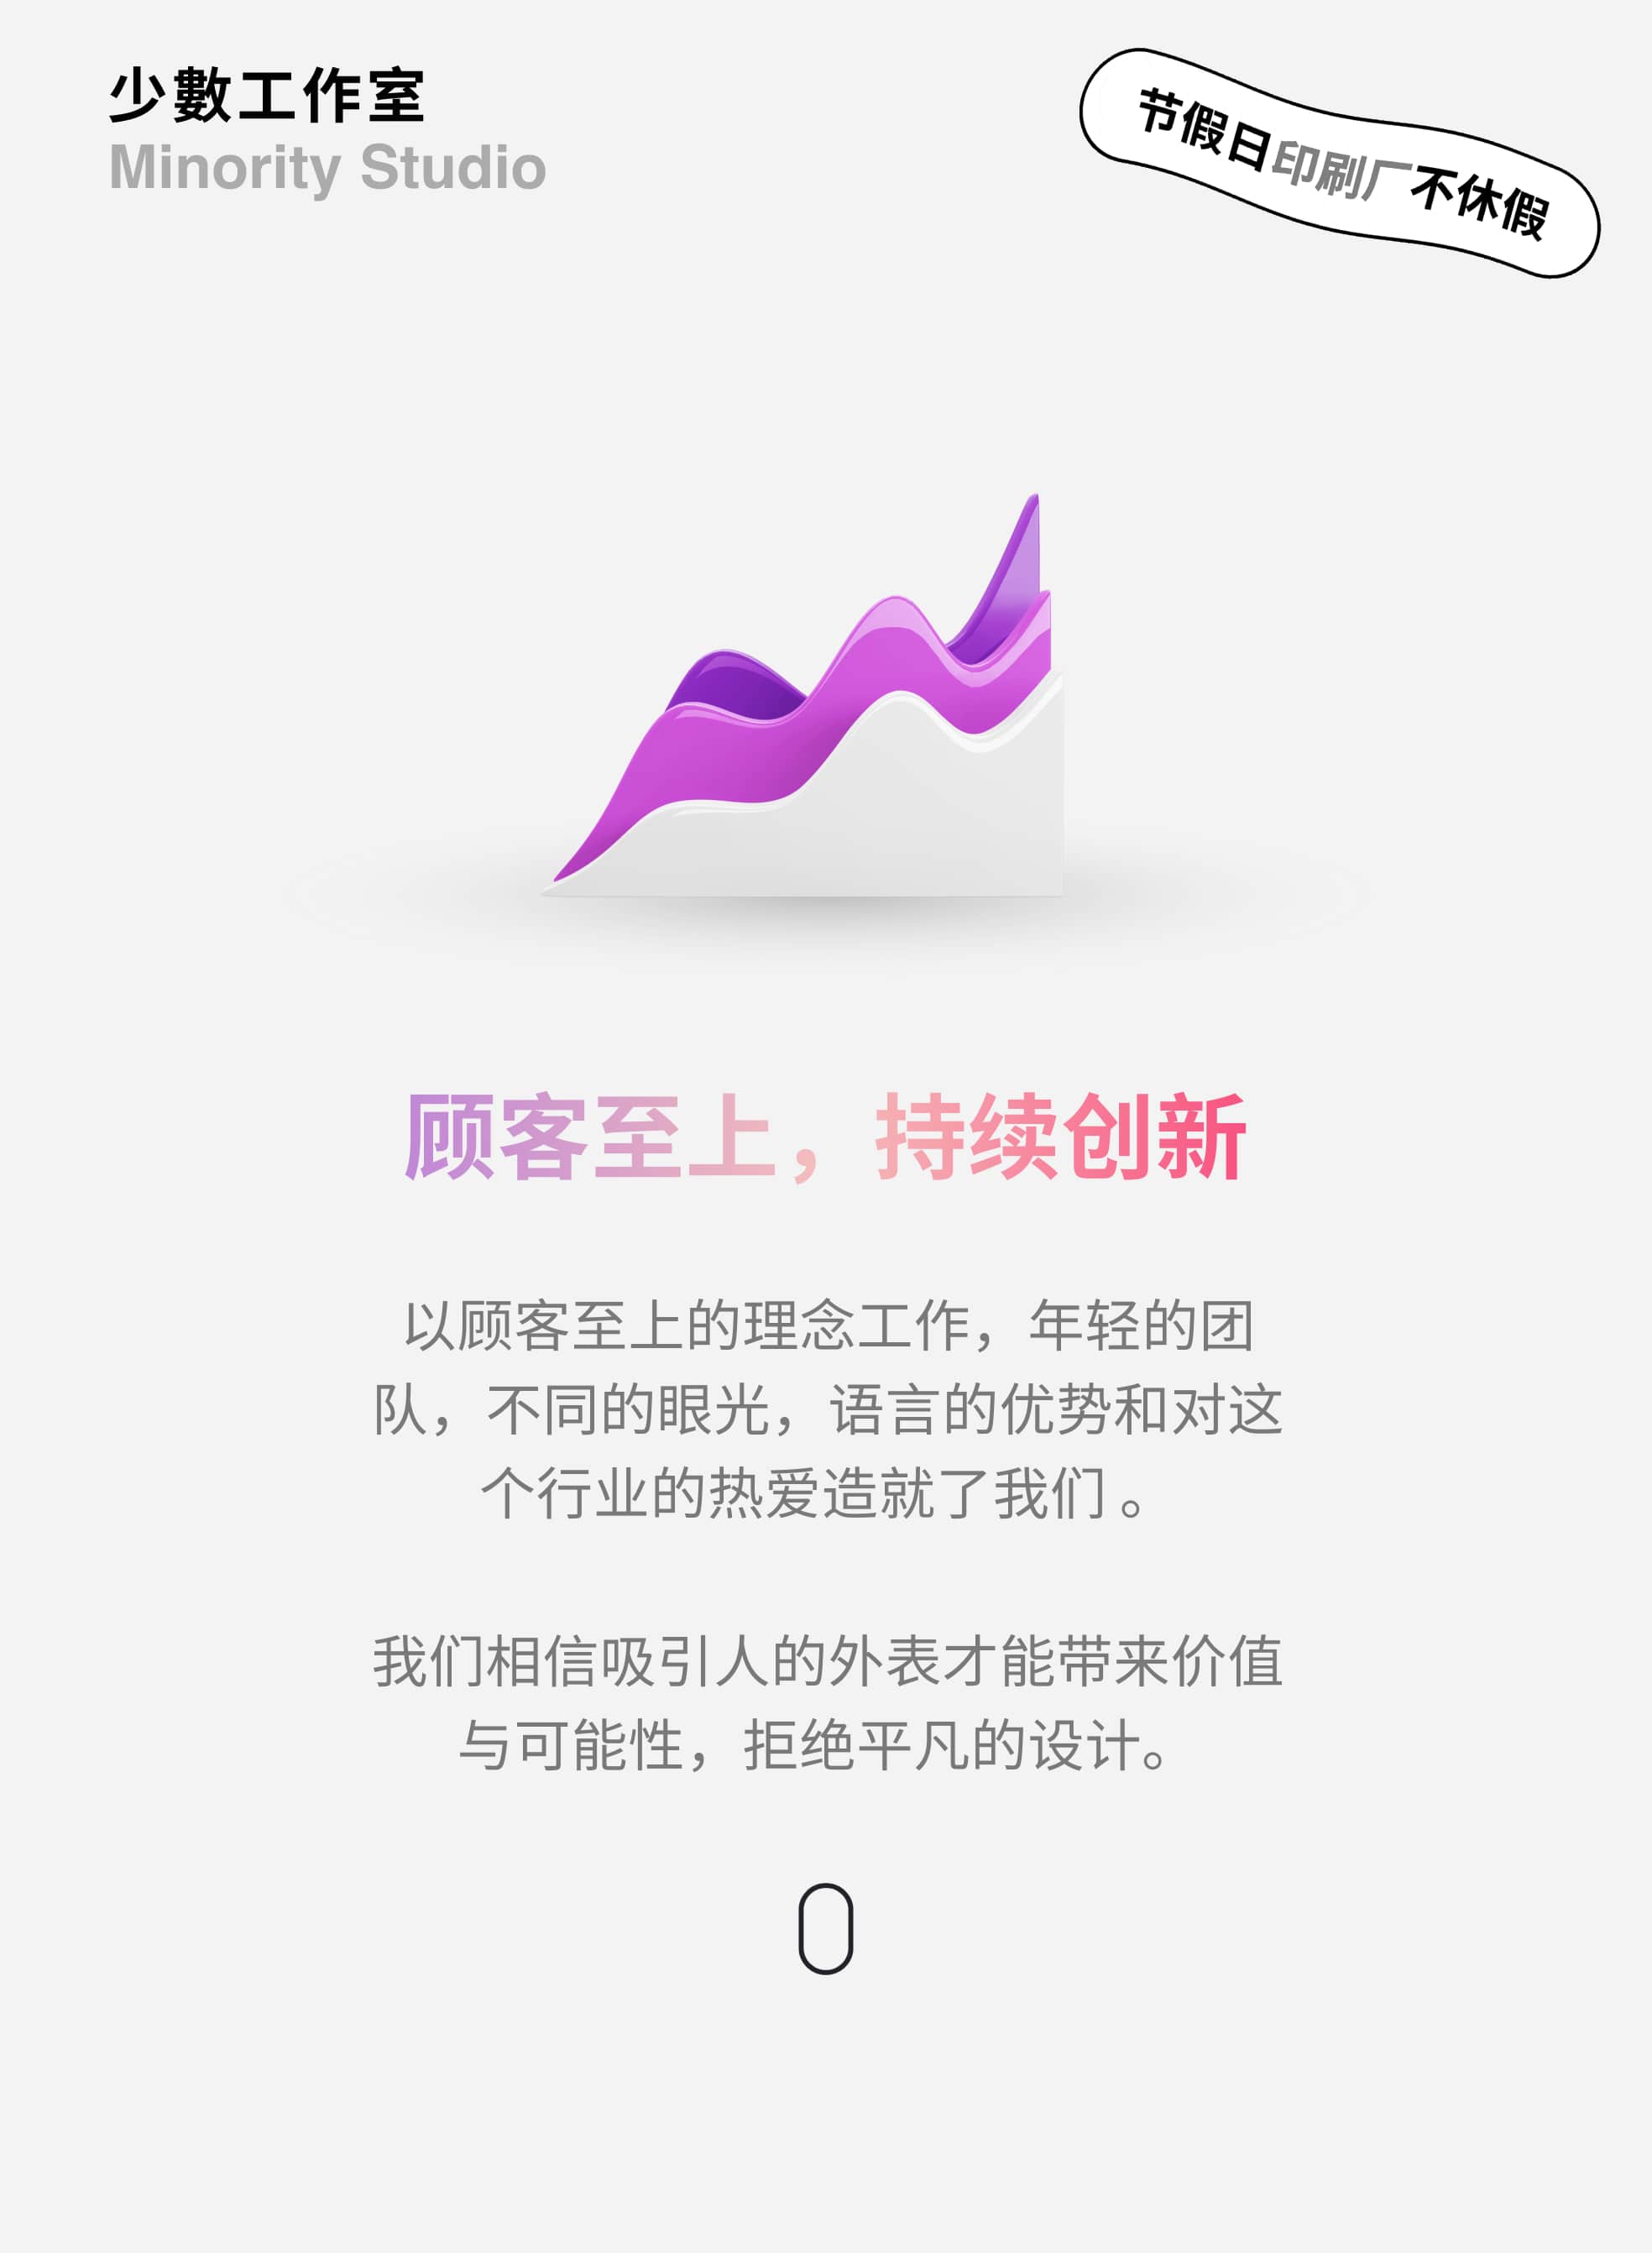 少數工作室
Minority Studio
节假日印刷厂不休假
顾客至上，持续创新
以顾客至上的理念工作，年轻的团
队，不同的眼光，语言的优势和对这
个行业的热爱造就了我们 。
我们相信吸引人的外表才能带来价值
与可能性，拒绝平凡的设计。